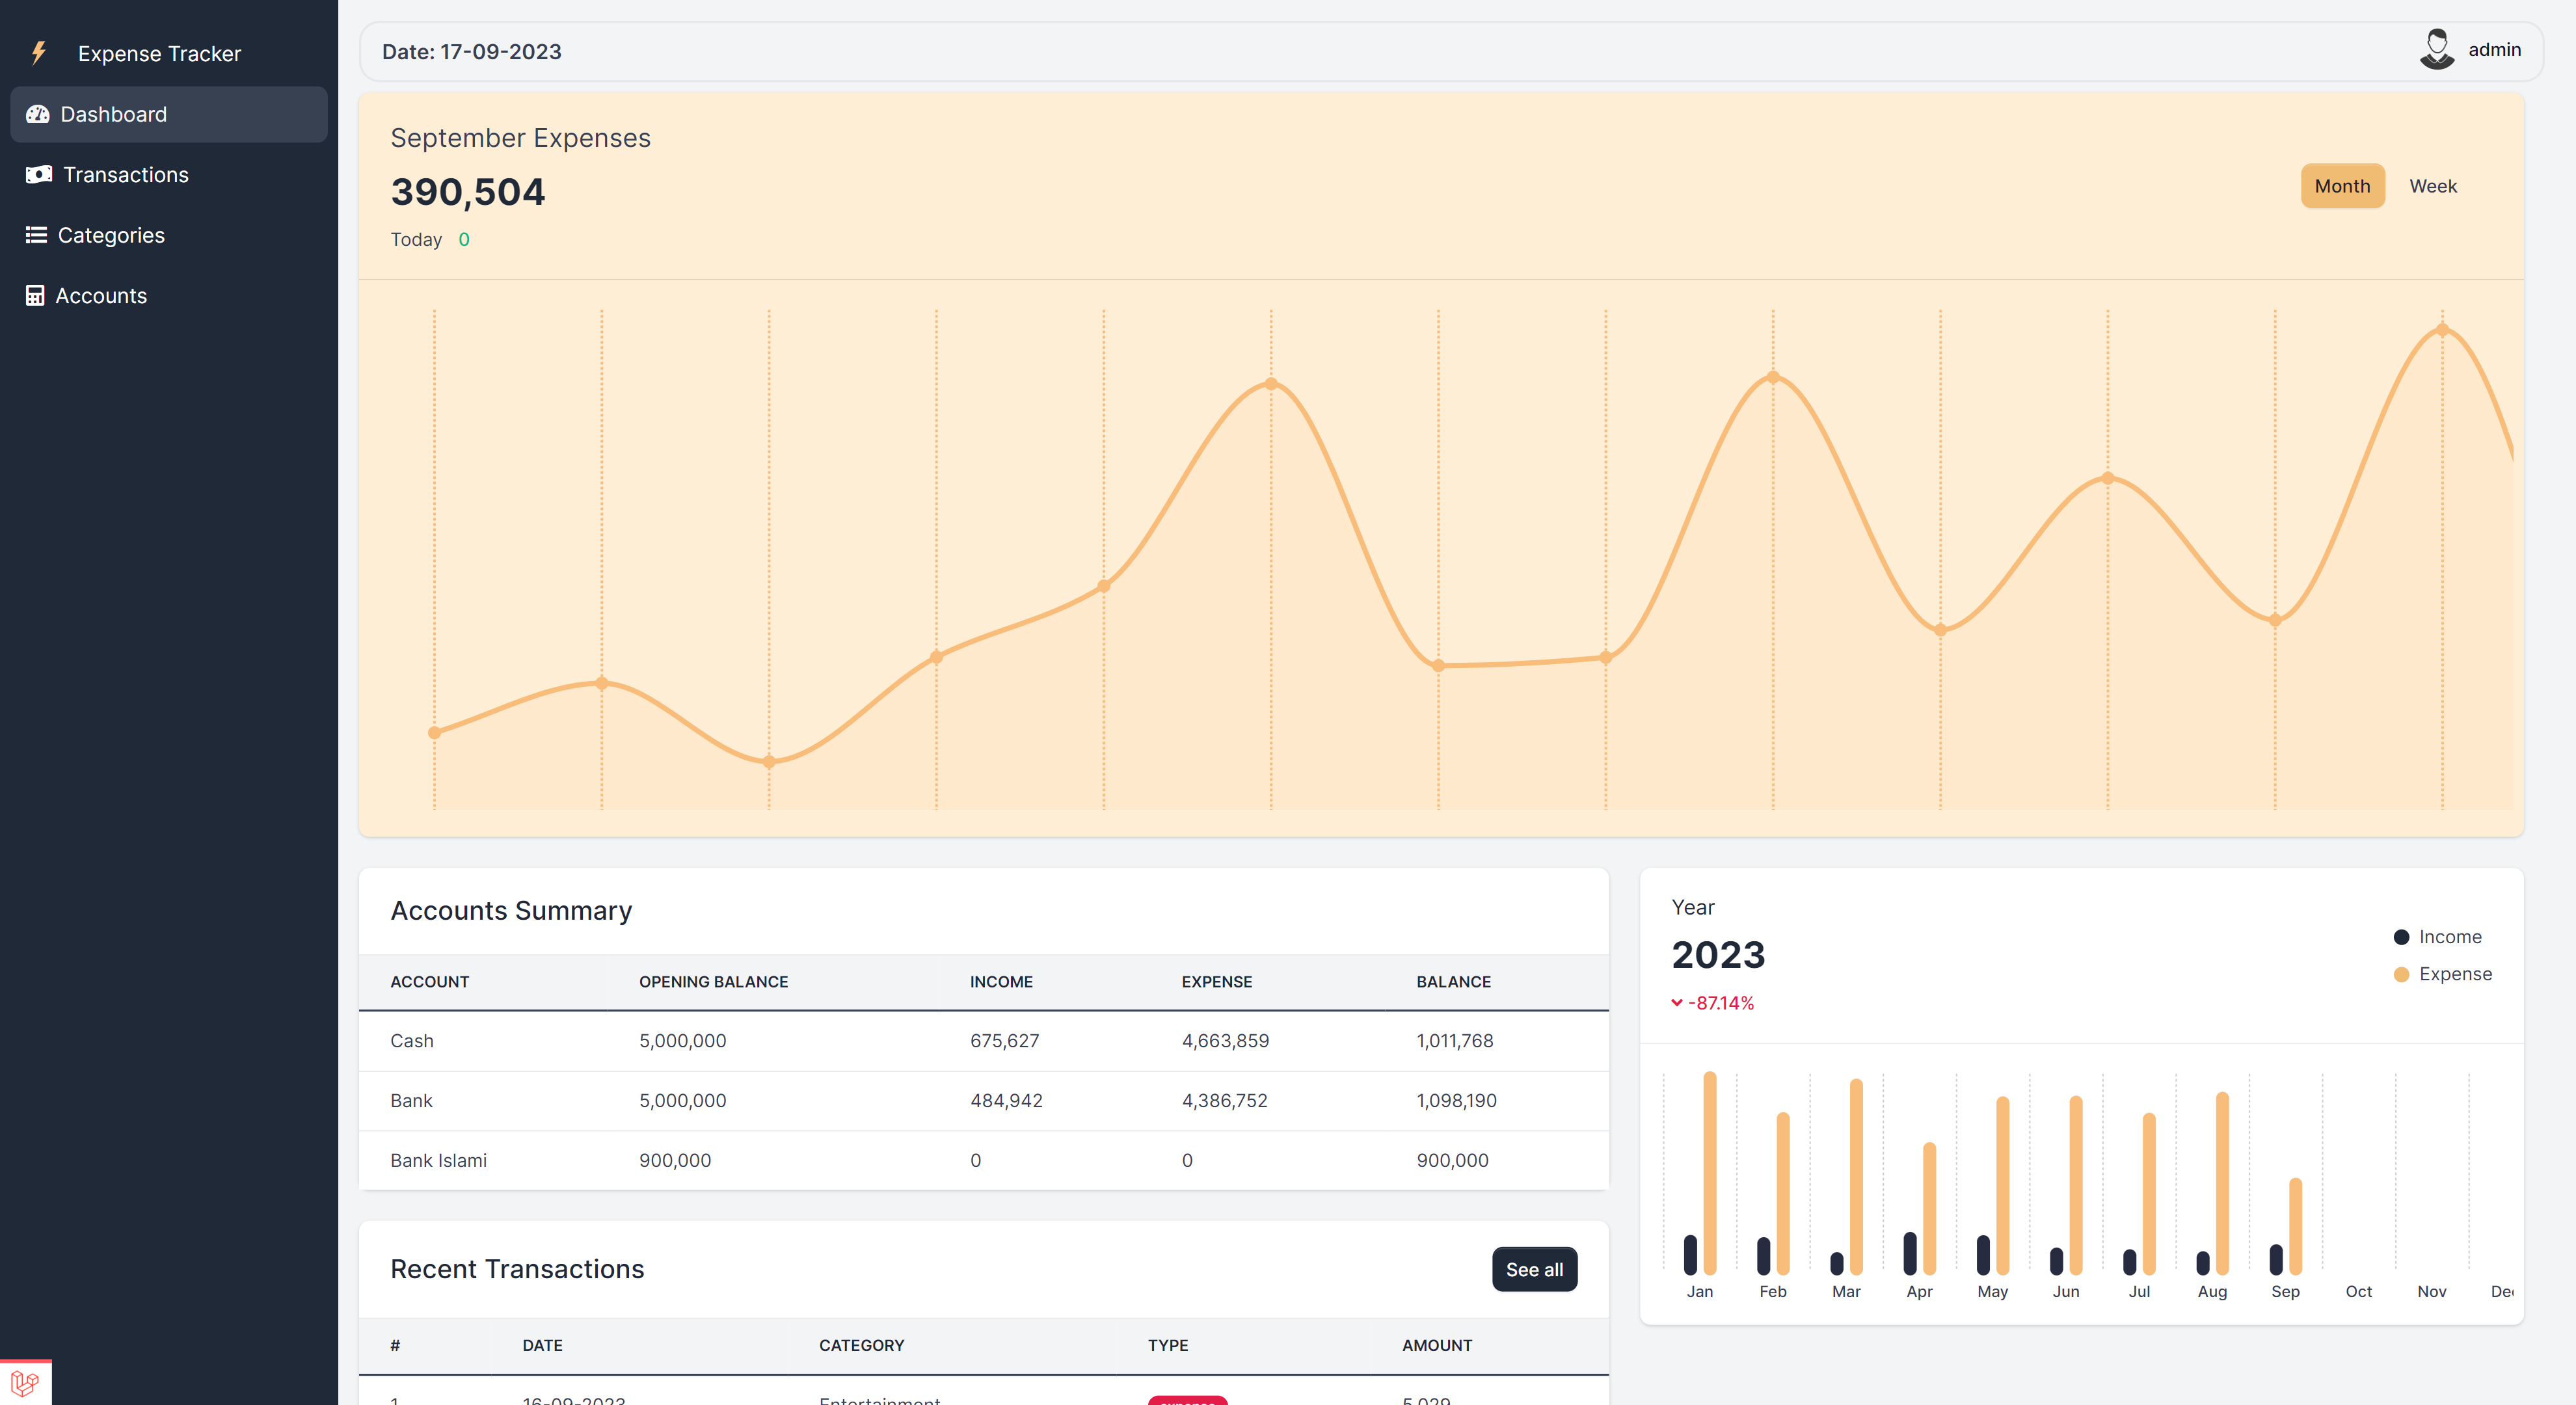 Expense Tracker
Dashboard
Transactions
Categories
Accounts
Date: 17-09-2023
admin
September Expenses
390,504
Today 0
Month Week
Accounts Summary
ACCOUNT OPENING BALANCE INCOME EXPENSE BALANCE
Cash 5,000,000 675,627 4,663,859 1,011,768
Bank 5,000,000 484,942 4,386,752 1,098,190
Bank Islami 900,000 0 0 900,000
Year
2023
-87.14%
Income
Expense
Jan Feb Mar Apr May Jun Jul Aug Sep Oct Nov De
Recent Transactions
See all
# DATE CATEGORY TYPE AMOUNT
1 16-09-2023 Entertainment expense 5,029